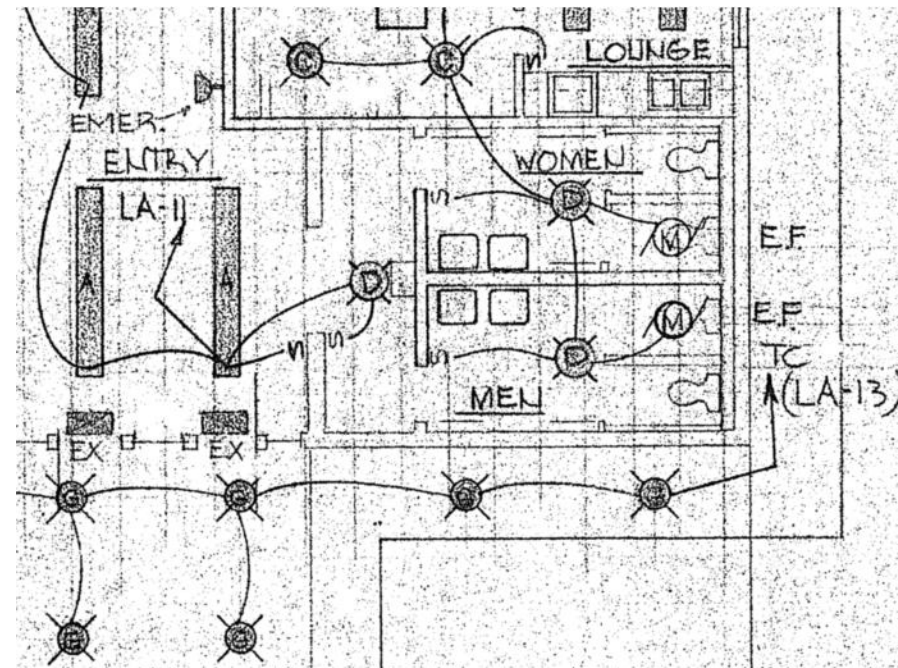 C
C
LOUNGE
EMER.
ENTRY
LA-1
WOMEN
D
M
E.F.
A
A
D
M
E.F.
D
TC
(LA-13)
MEN
EX
EX
G
G
G
G
G
G